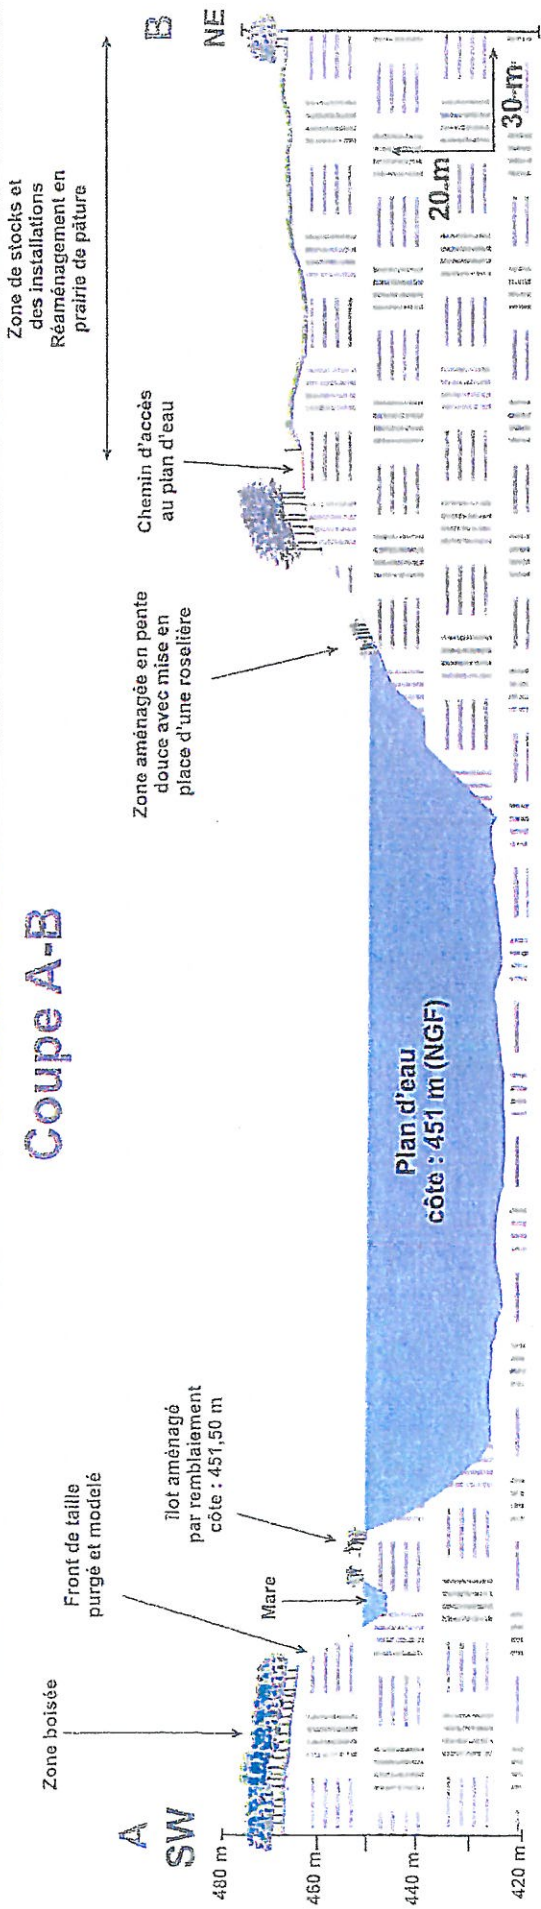 Coupe A-B
A
SW
B
NE
Zone boisée
Front de taille
purgé et modelé
Mare
îlot aménagé
par remblaiement
côte : 451,50 m
Plan d'eau
côte : 451 m (NGF)
Zone aménagée en pente
douce avec mise en
place d'une roselière
Chemin d'accès
au plan d'eau
Zone de stocks et
des installations
Réaménagement en
prairie de pâture
480 m
460 m
440 m
420 m
20 m
30 m